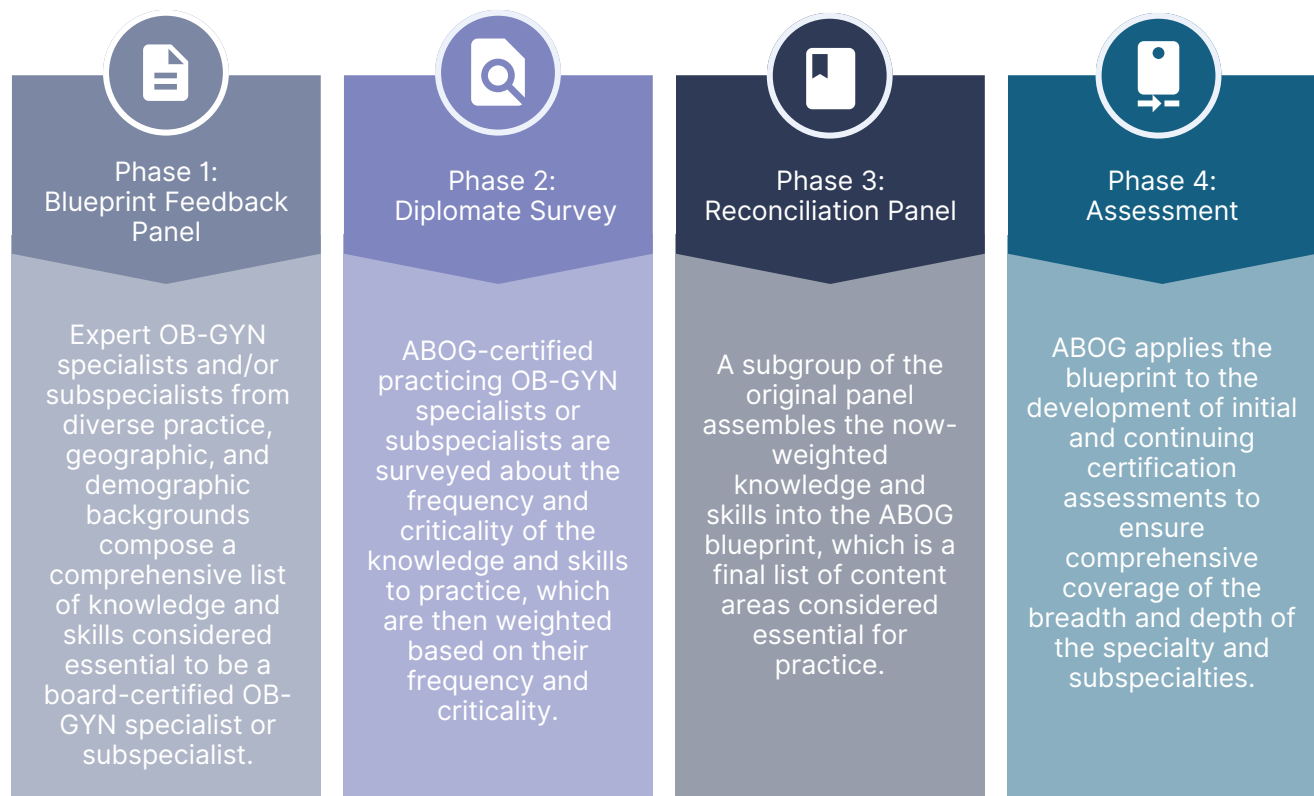 Phase 1:
Blueprint Feedback
Panel
Expert OB-GYN
specialists and/or
subspecialists from
diverse practice,
geographic, and
demographic
backgrounds
compose a
comprehensive list
of knowledge and
skills considered
essential to be a
board-certified OB-
GYN specialist or
subspecialist.
Phase 2:
Diplomate Survey
ABOG-certified
practicing OB-GYN
specialists or
subspecialists are
surveyed about the
frequency and
criticality of the
knowledge and skills
to practice, which
are then weighted
based on their
frequency and
criticality.
Phase 3:
Reconciliation Panel
A subgroup of the
original panel
assembles the now-
weighted
knowledge and
skills into the ABOG
blueprint, which is a
final list of content
areas considered
essential for
practice.
Phase 4:
Assessment
ABOG applies the
blueprint to the
development of initial
and continuing
certification
assessments to
ensure
comprehensive
coverage of the
breadth and depth of
the specialty and
subspecialties.